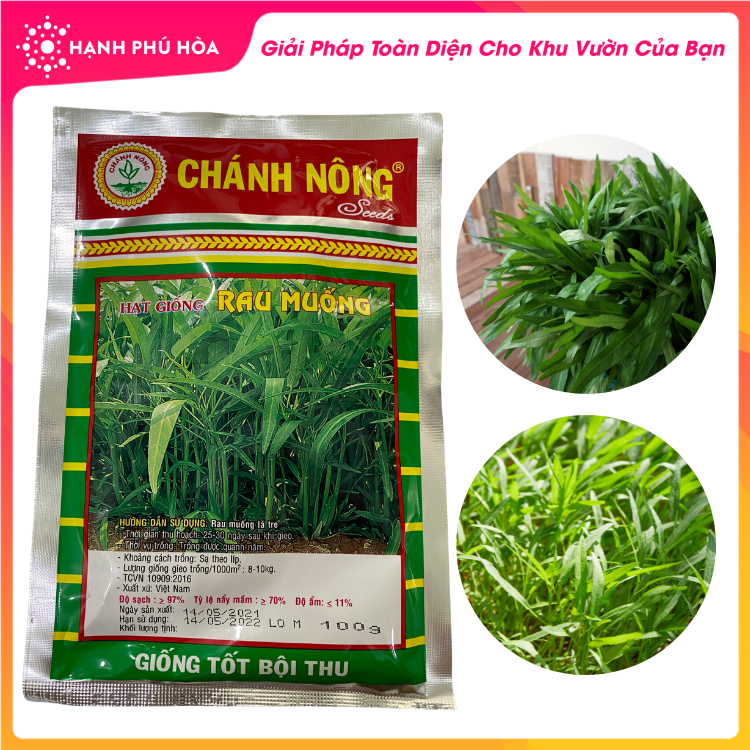 HẠNH PHÚ HÒA
Giải Pháp Toàn Diện Cho Khu Vườn Của Bạn
CHÁNH NÔNG
CHÁNH NÔNG®
Seeds
HẠT GIỐNG RAU MUỐNG
HƯỚNG DẪN SỬ DỤNG: Rau muống lá tre
- Thời gian thu hoạch: 25-30 ngày sau khi gieo.
- Thời vụ trồng: Trồng được quanh năm.
- Khoảng cách trồng: Sạ theo líp.
- Lượng giống gieo trồng/1000m² : 8-10kg.
- TCVN 10909:2016
- Xuất xứ: Việt Nam
Độ sạch : ≥ 97% Tỷ lệ nẩy mầm : ≥ 70% Độ ẩm: ≤ 11%
Ngày sản xuất: 14/05/2021
Hạn sử dụng: 14/05/2022 LO M 100g
Khối lượng tịnh:
GIỐNG TỐT BỘI THU